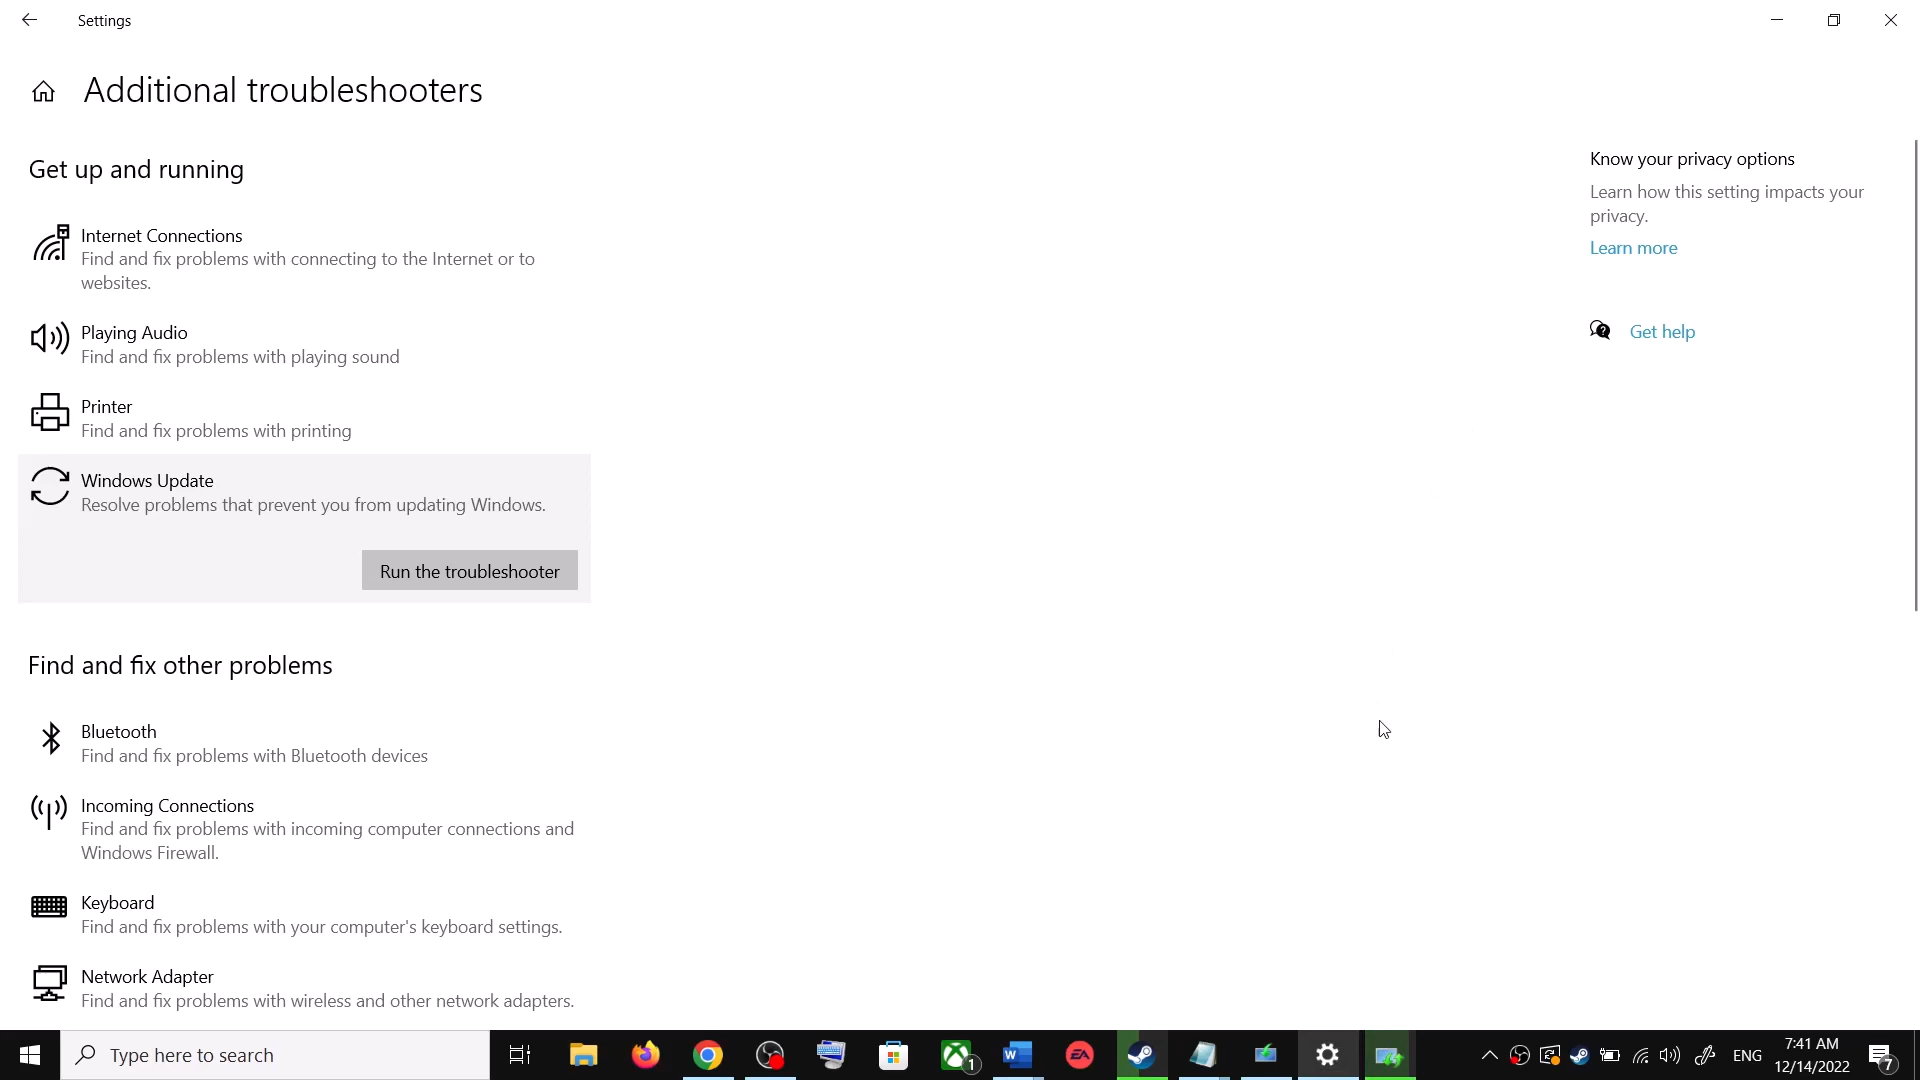 Settings
Additional troubleshooters
Get up and running
Internet Connections
Find and fix problems with connecting to the Internet or to
websites.
Playing Audio
Find and fix problems with playing sound
Printer
Find and fix problems with printing
Windows Update
Resolve problems that prevent you from updating Windows.
Run the troubleshooter
Find and fix other problems
Bluetooth
Find and fix problems with Bluetooth devices
Incoming Connections
Find and fix problems with incoming computer connections and
Windows Firewall.
Keyboard
Find and fix problems with your computer's keyboard settings.
Network Adapter
Find and fix problems with wireless and other network adapters.
Know your privacy options
Learn how this setting impacts your
privacy.
Learn more
Get help
Type here to search
1
W
EA
ENG
7:41 AM
12/14/2022
7